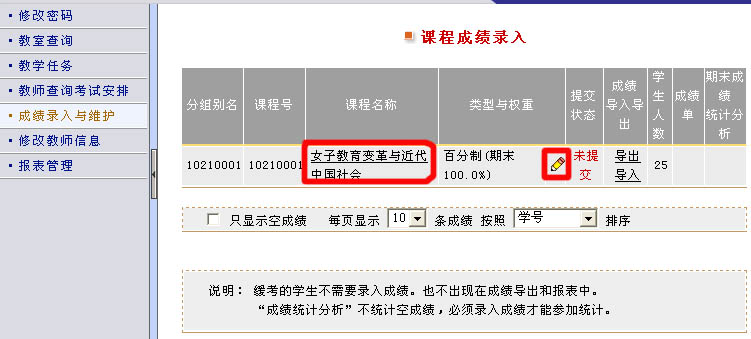 修改密码
教室查询
教学任务
教师查询考试安排
成绩录入与维护
修改教师信息
报表管理
课程成绩录入
分组别名 课程号 课程名称 类型与权重 提交状态 成绩导入导出 学生人数 成绩单 期末成绩统计分析
10210001 10210001 女子教育变革与近代中国社会 百分制(期末100.0%) 未提交 导出 导入 25
只显示空成绩 每页显示 10 条成绩 按照 学号 排序
说明： 缓考的学生不需要录入成绩。也不出现在成绩导出和报表中。
“成绩统计分析”不统计空成绩，必须录入成绩才能参加统计。